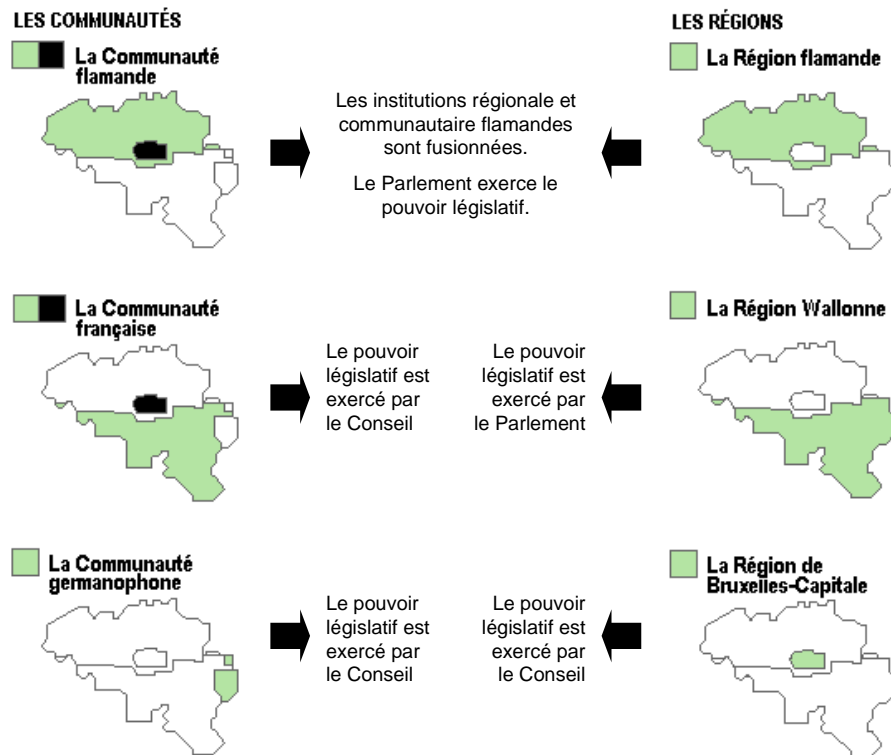 LES COMMUNAUTÉS
La Communauté
flamande
Les institutions régionale et
communautaire flamandes
sont fusionnées.
Le Parlement exerce le
pouvoir législatif.
LES RÉGIONS
La Région flamande
La Communauté
française
Le pouvoir
législatif est
exercé par
le Conseil
Le pouvoir
législatif est
exercé par
le Parlement
La Région Wallonne
La Communauté
germanophone
Le pouvoir
législatif est
exercé par
le Conseil
Le pouvoir
législatif est
exercé par
le Conseil
La Région de
Bruxelles-Capitale